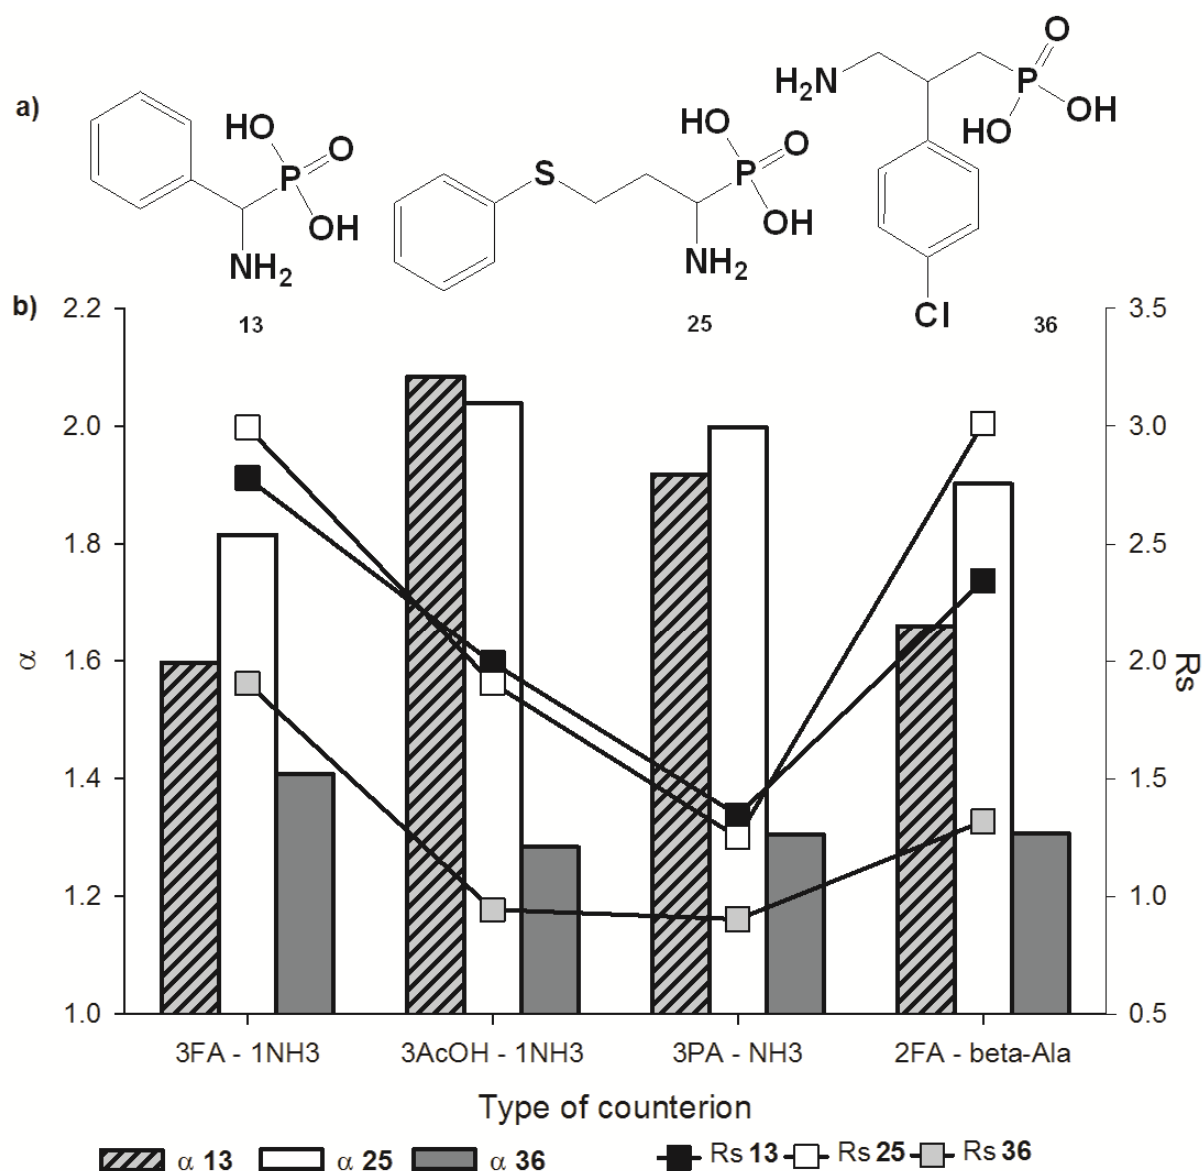 a)
HO
O
P
OH
NH2
S
HO
O
P
OH
NH2
H2N
O
P
OH
HO
Cl
b)
13
25
36
2.2
2.0
1.8
1.6
1.4
1.2
1.0
α
3.5
3.0
2.5
2.0
1.5
1.0
0.5
Rs
3FA - 1NH3 3AcOH - 1NH3 3PA - NH3 2FA - beta-Ala
Type of counterion
α 13 α 25 α 36 Rs 13 Rs 25 Rs 36